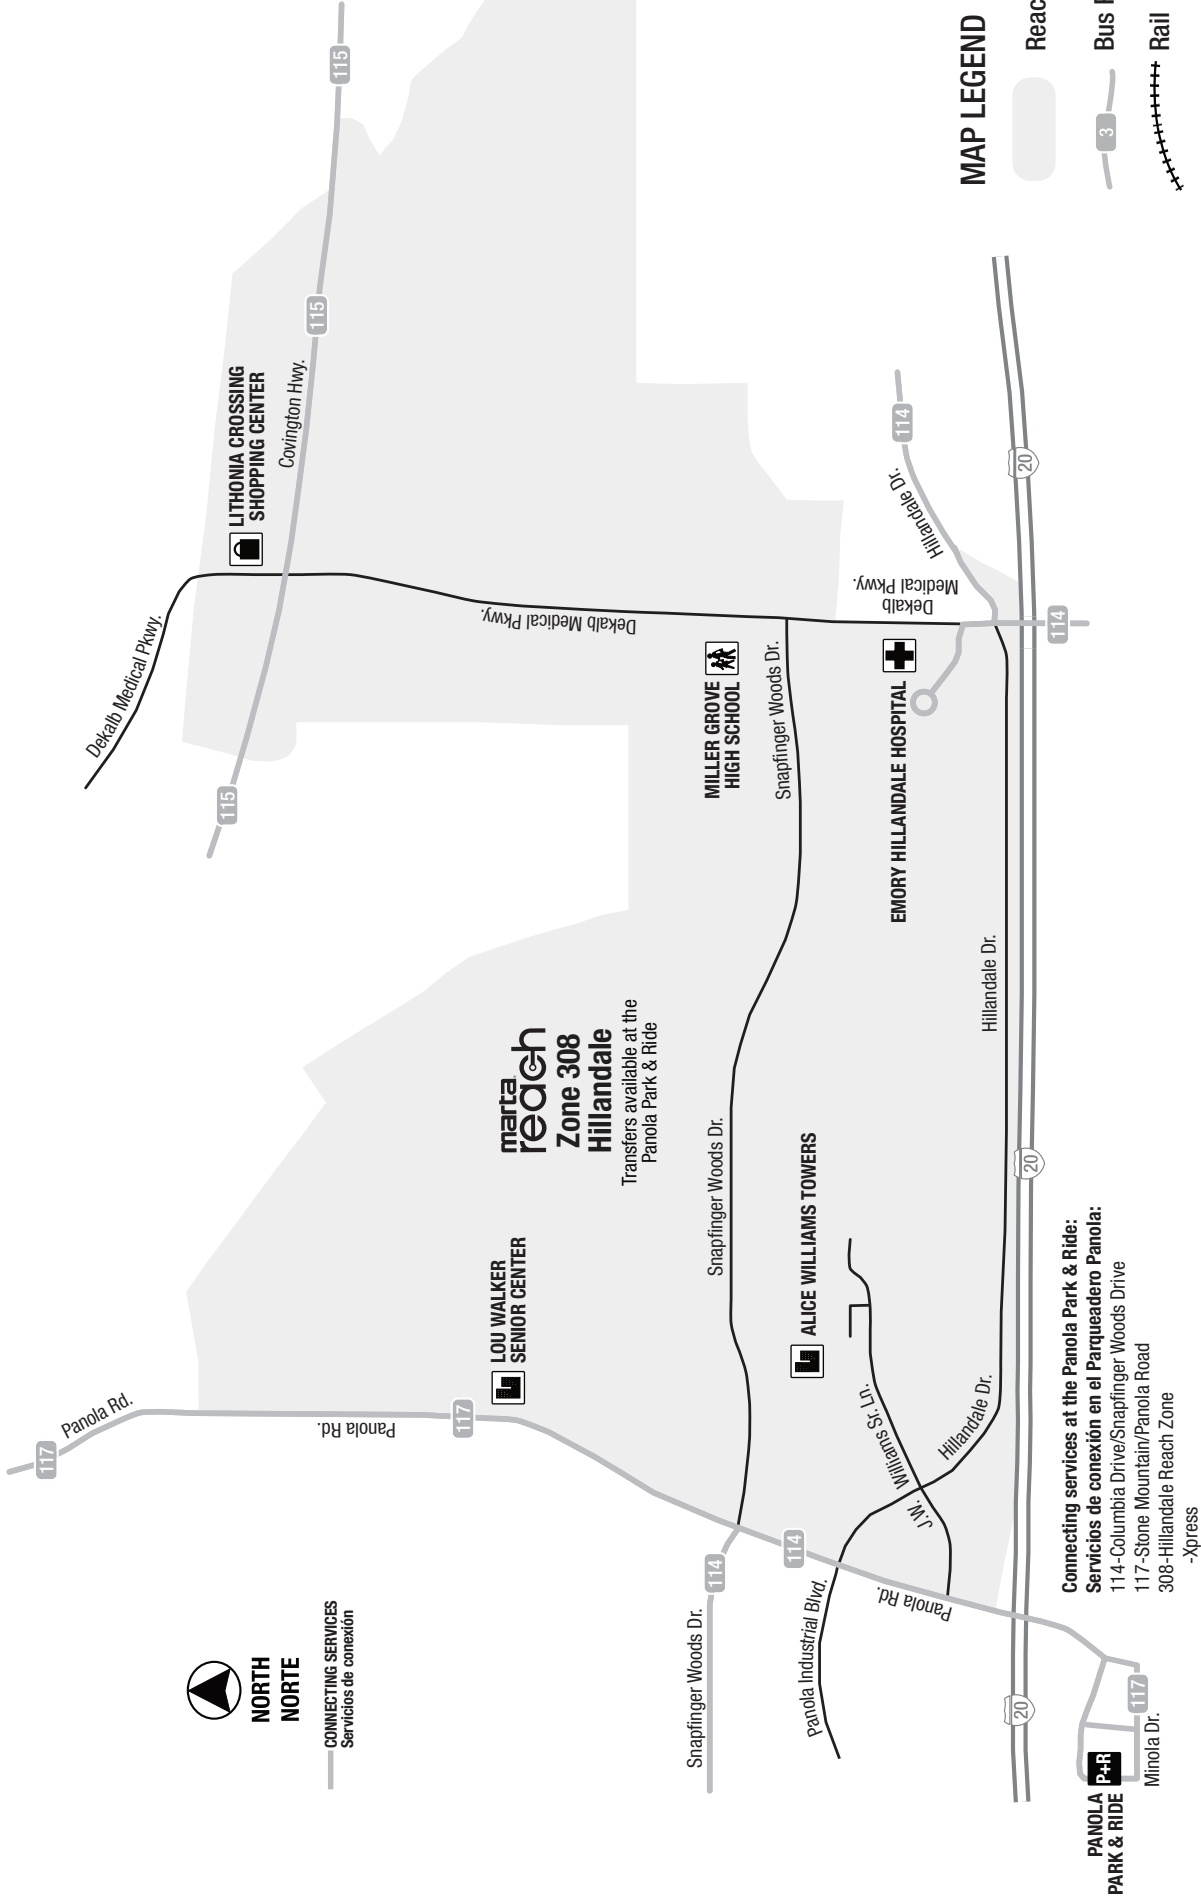 NORTH
NORTE
CONNECTING SERVICES
Servicios de conexión
117
Panola Rd.
Panola Rd.
117
Dekalb Medical Pkwy.
115
LITHONIA CROSSING
SHOPPING CENTER
Covington Hwy.
115
115
LOU WALKER
SENIOR CENTER
marta
reach
Zone 308
Hillandale
Transfers available at the
Panola Park & Ride
Dekalb Medical Pkwy.
Snapfinger Woods Dr.
114
Snapfinger Woods Dr.
MILLER GROVE
HIGH SCHOOL
Snapfinger Woods Dr.
114
Panola Industrial Blvd.
ALICE WILLIAMS TOWERS
J.W. Williams Sr. Ln.
Panola Rd.
Hillandale Dr.
EMORY HILLANDALE HOSPITAL
Dekalb
Medical Pkwy.
Hillandale Dr.
114
Hillandale Dr.
20
20
20
114
PANOLA
PARK & RIDE
P+R
117
Minola Dr.
Connecting services at the Panola Park & Ride:
Servicios de conexión en el Parqueadero Panola:
114-Columbia Drive/Snapfinger Woods Drive
117-Stone Mountain/Panola Road
308-Hillandale Reach Zone
-Xpress
MAP LEGEND
Reac
3
Bus
Rail